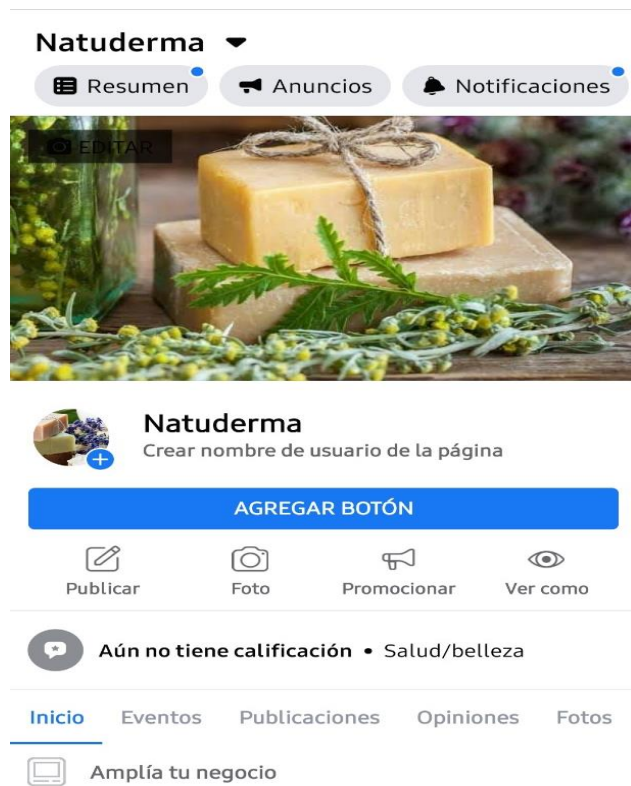 Natuderma
Resumen Anuncios Notificaciones
EDITAR
Natuderma
Crear nombre de usuario de la página
AGREGAR BOTÓN
Publicar Foto Promocionar Ver como
Aún no tiene calificación • Salud/belleza
Inicio Eventos Publicaciones Opiniones Fotos
Amplía tu negocio